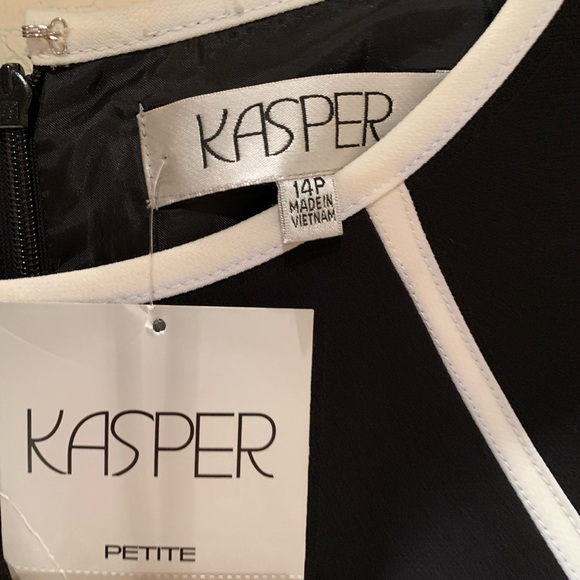 KASPER
14P
MADE IN
VIETNAM
KASPER
PETITE